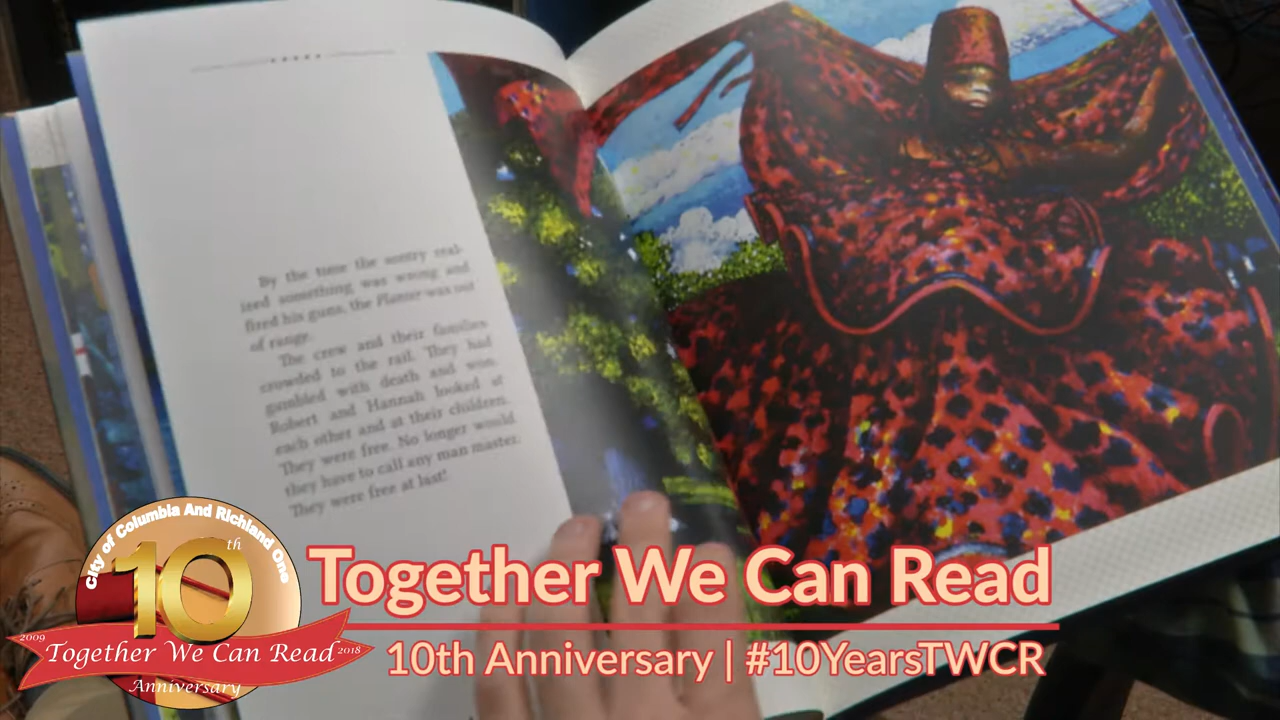 By the time the sentry real-
ized something was wrong and
fired his guns, the Planter was out
of range.
The crew and their families
crowded to the rail. They had
gambled with death and won.
Robert and Hannah looked at
each other and at their children.
They were free. No longer would
they have to call any man master.
They were free at last!
City of Columbia And Richland One
10th
2009 Together We Can Read 2018
Anniversary
Together We Can Read
10th Anniversary | #10YearsTWCR